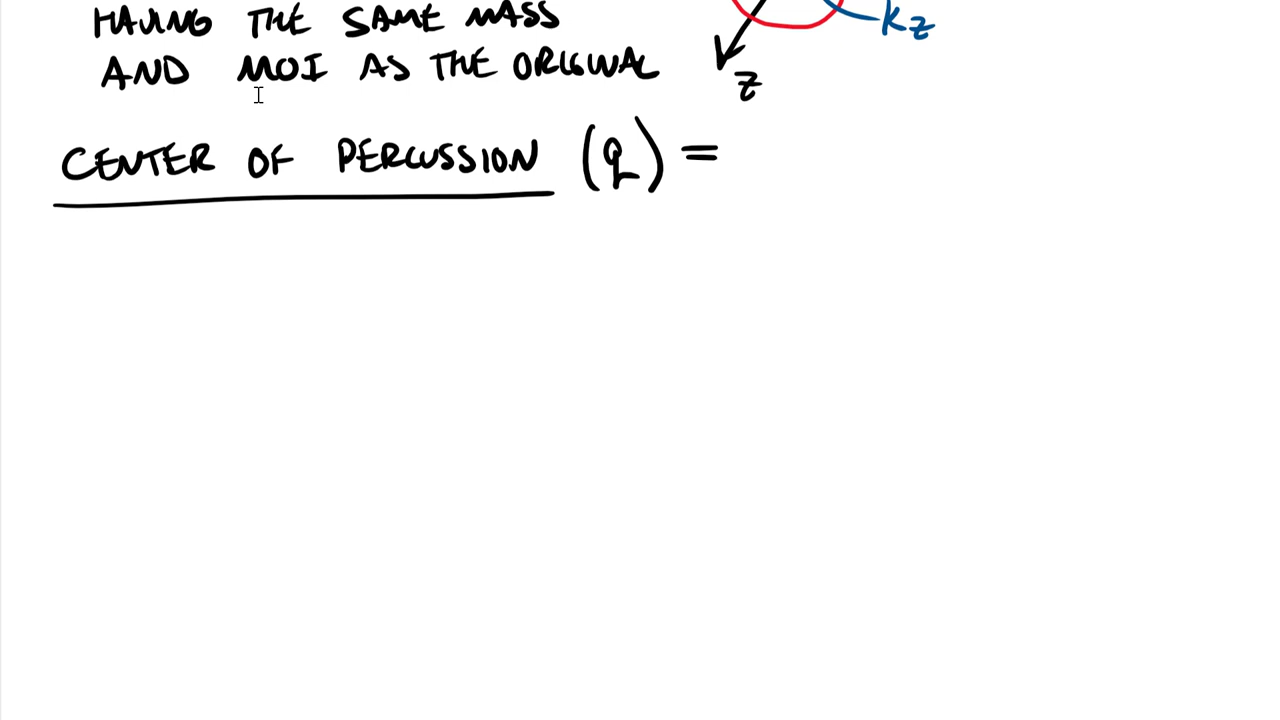 HAVING THE SAME MASS
AND MOI AS THE ORIGINAL
kz
z
CENTER OF PERCUSSION (q) =